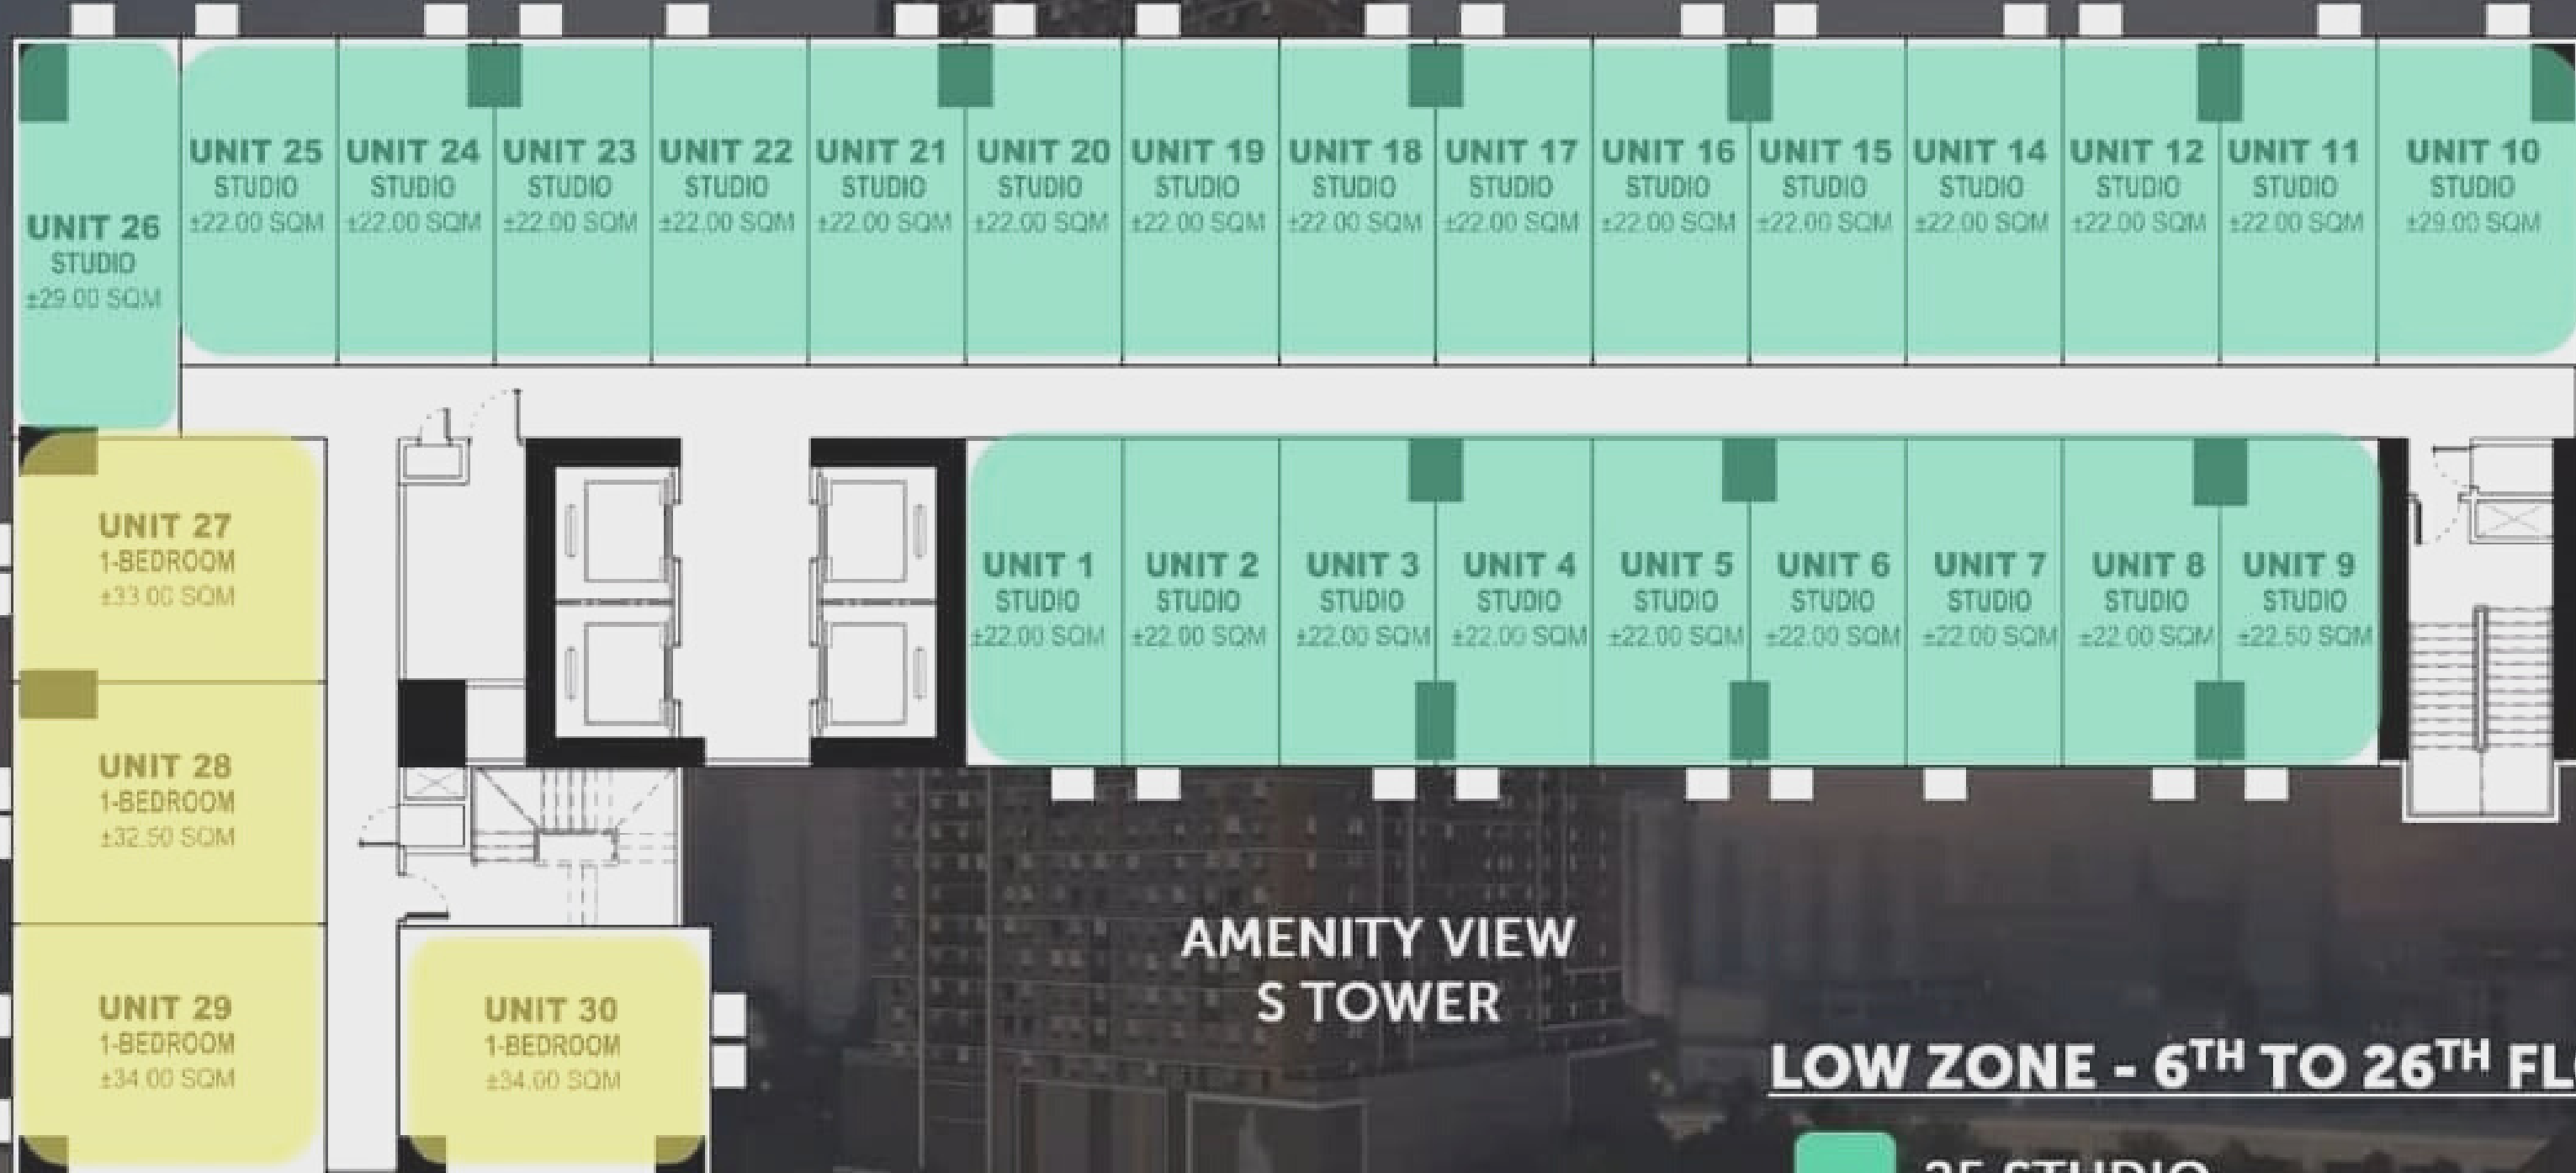 UNIT 26
STUDIO
±29.00 SQM
UNIT 25
STUDIO
±22.00 SQM
UNIT 24
STUDIO
±22.00 SQM
UNIT 23
STUDIO
±22.00 SQM
UNIT 22
STUDIO
±22.00 SQM
UNIT 21
STUDIO
±22.00 SQM
UNIT 20
STUDIO
±22.00 SQM
UNIT 19
STUDIO
±22.00 SQM
UNIT 18
STUDIO
±22.00 SQM
UNIT 17
STUDIO
±22.00 SQM
UNIT 16
STUDIO
±22.00 SQM
UNIT 15
STUDIO
±22.00 SQM
UNIT 14
STUDIO
±22.00 SQM
UNIT 12
STUDIO
±22.00 SQM
UNIT 11
STUDIO
±22.00 SQM
UNIT 10
STUDIO
±29.00 SQM
UNIT 27
1-BEDROOM
±33.00 SQM
UNIT 1
STUDIO
±22.00 SQM
UNIT 2
STUDIO
±22.00 SQM
UNIT 3
STUDIO
±22.00 SQM
UNIT 4
STUDIO
±22.00 SQM
UNIT 5
STUDIO
±22.00 SQM
UNIT 6
STUDIO
±22.00 SQM
UNIT 7
STUDIO
±22.00 SQM
UNIT 8
STUDIO
±22.00 SQM
UNIT 9
STUDIO
±22.50 SQM
UNIT 28
1-BEDROOM
±32.50 SQM
UNIT 29
1-BEDROOM
±34.00 SQM
UNIT 30
1-BEDROOM
±34.00 SQM
AMENITY VIEW
S TOWER
LOW ZONE - 6TH TO 26TH FL
25 STUDIO